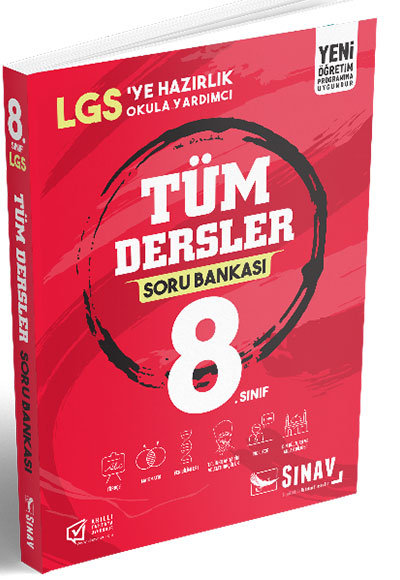 LGS 'YE HAZIRLIK
OKULA YARDIMCI
YENİ
ÖĞRETİM
PROGRAMINA
UYGUNDUR
TÜM
DERSLER
SORU BANKASI
8
.SINIF
SINAV
8.
SINIF
LGS
TÜM DERSLER
SORU BANKASI
SINAV
AKILLI